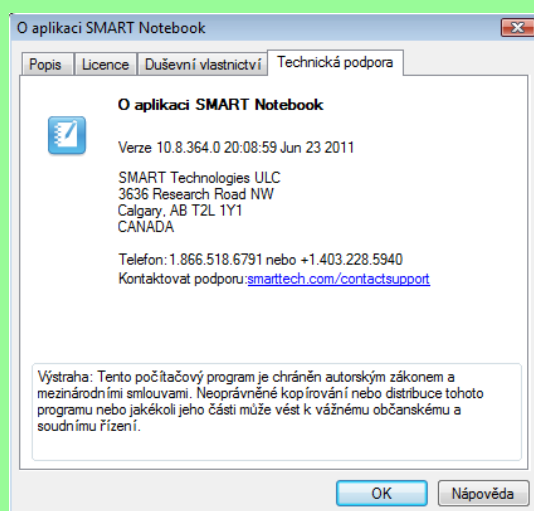 O aplikaci SMART Notebook
Popis Licence Duševní vlastnictví Technická podpora
O aplikaci SMART Notebook
Verze 10.8.364.0 20:08:59 Jun 23 2011
SMART Technologies ULC
3636 Research Road NW
Calgary, AB T2L 1Y1
CANADA
Telefon: 1.866.518.6791 nebo +1.403.228.5940
Kontaktovat podporu:smarttech.com/contactsupport
Výstraha: Tento počítačový program je chráněn autorským zákonem a
mezinárodními smlouvami. Neoprávněné kopírování nebo distribuce tohoto
programu nebo jakékoli jeho části může vést k vážnému občanskému a
soudnímu řízení.
OK Nápověda